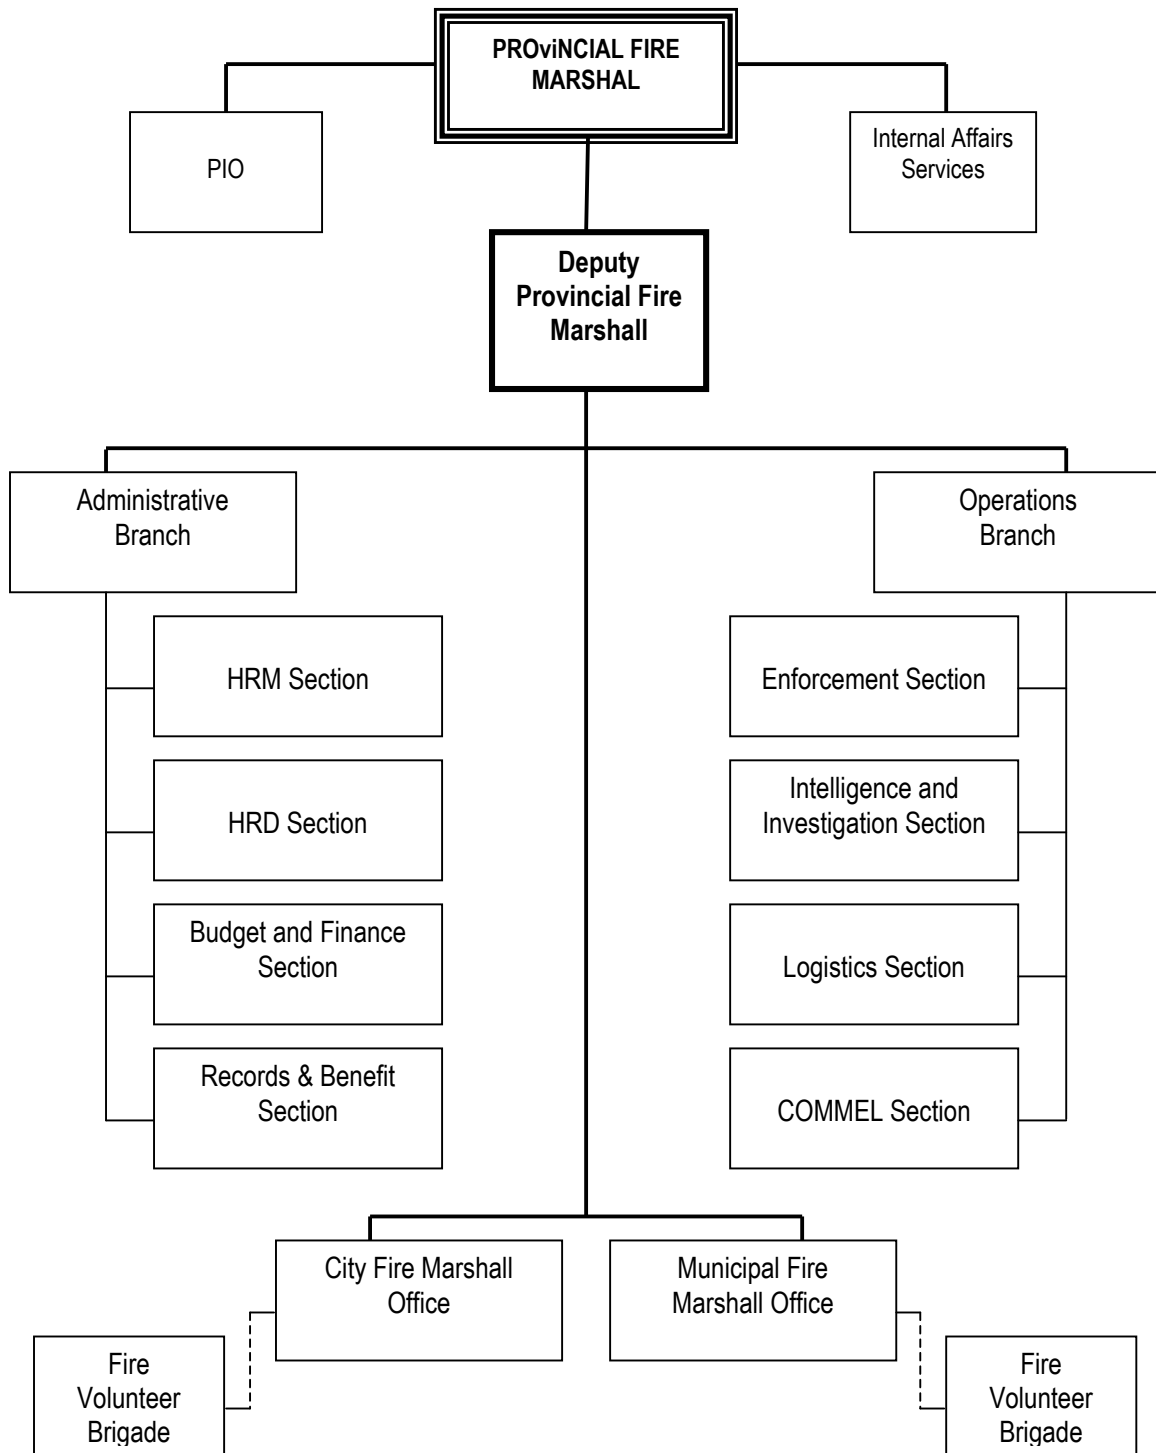 PROviNCIAL FIRE
MARSHAL
PIO
Internal Affairs
Services
Deputy
Provincial Fire
Marshall
Administrative
Branch
Operations
Branch
HRM Section
Enforcement Section
HRD Section
Intelligence and
Investigation Section
Budget and Finance
Section
Logistics Section
Records & Benefit
Section
COMMEL Section
City Fire Marshall
Office
Municipal Fire
Marshall Office
Fire
Volunteer
Brigade
Fire
Volunteer
Brigade